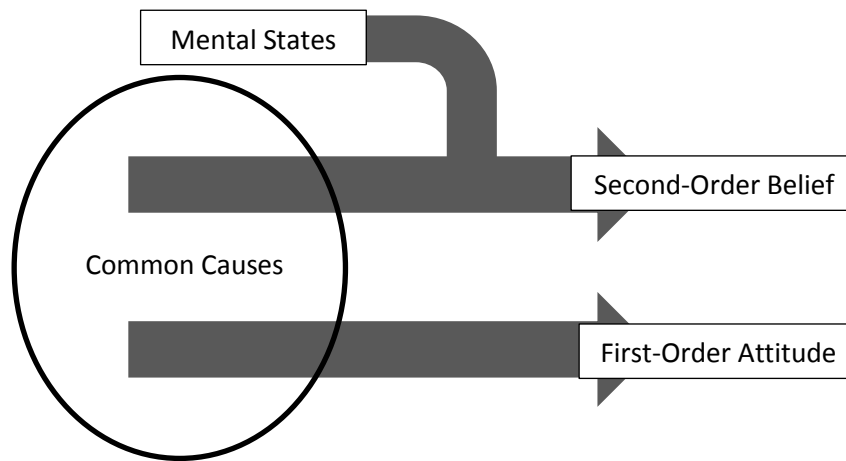 Mental States
Second-Order Belief
Common Causes
First-Order Attitude